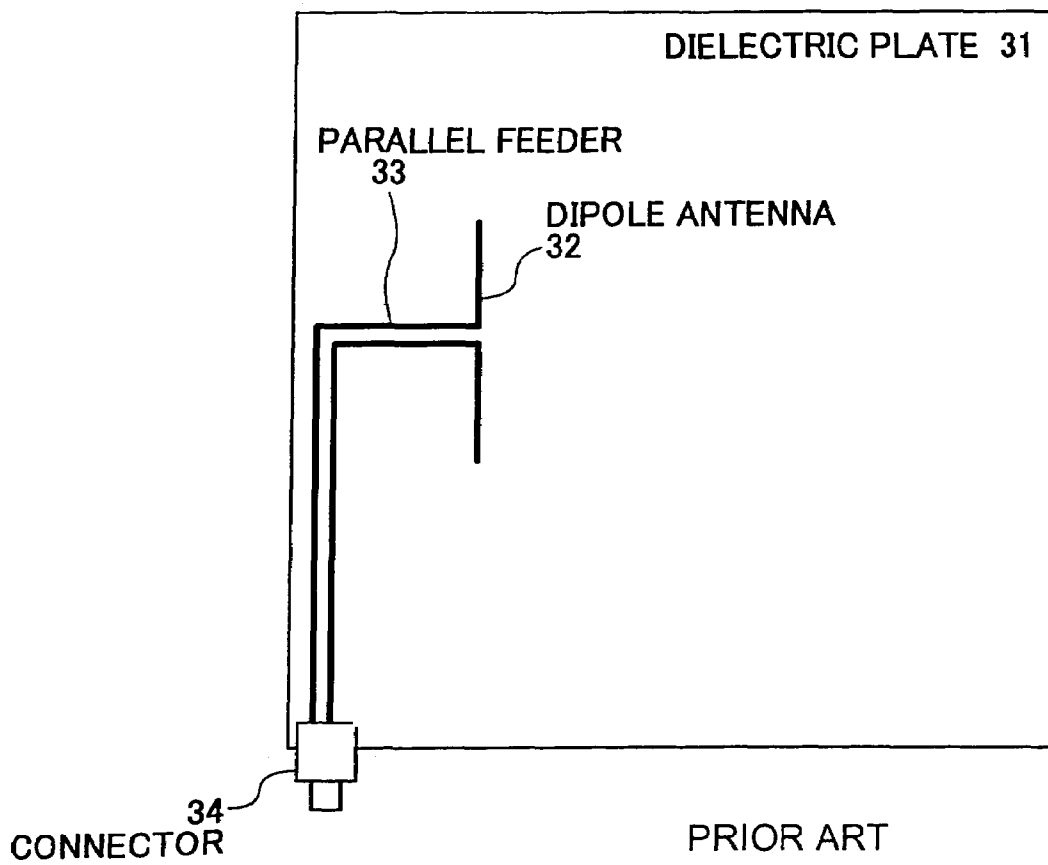 DIELECTRIC PLATE 31
PARALLEL FEEDER
33
DIPOLE ANTENNA
32
34
CONNECTOR
PRIOR ART